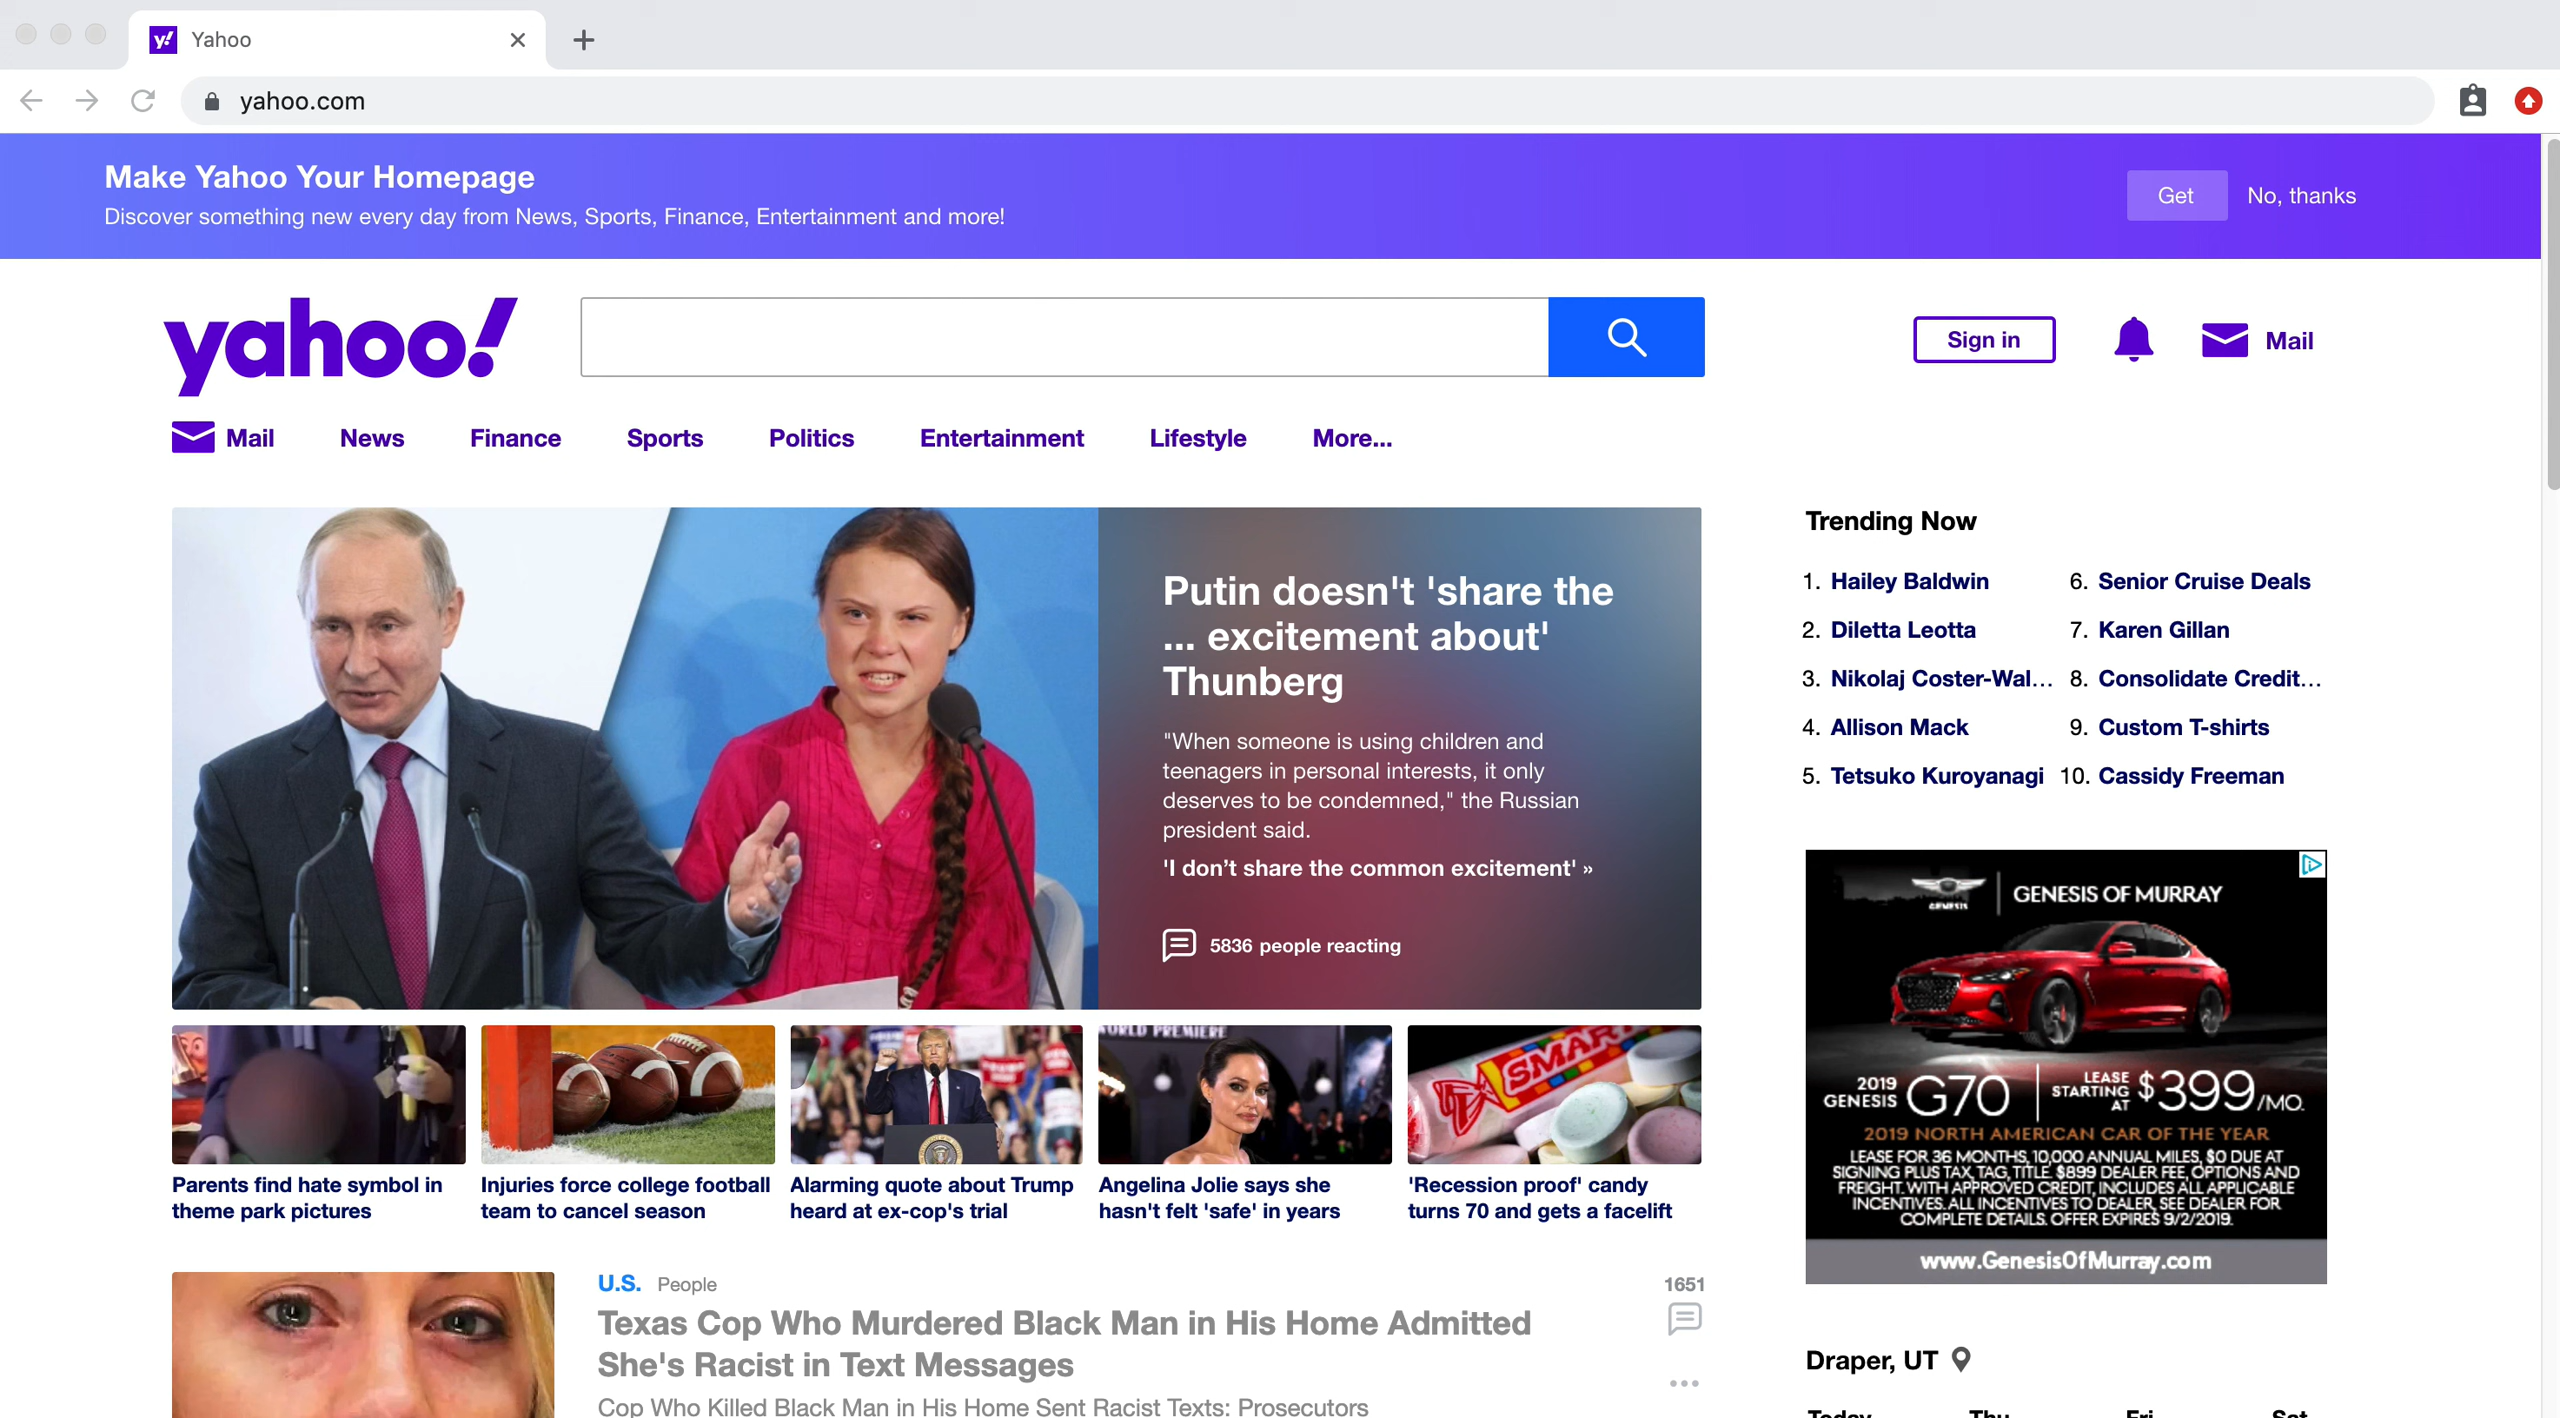 Yahoo
yahoo.com
Make Yahoo Your Homepage
Discover something new every day from News, Sports, Finance, Entertainment and more!
Get
No, thanks
yahoo!
Sign in
Mail
Mail
News
Finance
Sports
Politics
Entertainment
Lifestyle
More...
Putin doesn't 'share the
... excitement about'
Thunberg
"When someone is using children and
teenagers in personal interests, it only
deserves to be condemned," the Russian
president said.
'I don’t share the common excitement' »
5836 people reacting
WORLD PREMIERE
SMAR
Parents find hate symbol in
theme park pictures
Injuries force college football
team to cancel season
Alarming quote about Trump
heard at ex-cop's trial
Angelina Jolie says she
hasn't felt 'safe' in years
'Recession proof' candy
turns 70 and gets a facelift
U.S. People
1651
Texas Cop Who Murdered Black Man in His Home Admitted
She's Racist in Text Messages
Cop Who Killed Black Man in His Home Sent Racist Texts: Prosecutors
Trending Now
1. Hailey Baldwin
2. Diletta Leotta
3. Nikolaj Coster-Wal...
4. Allison Mack
5. Tetsuko Kuroyanagi
6. Senior Cruise Deals
7. Karen Gillan
8. Consolidate Credit...
9. Custom T-shirts
10. Cassidy Freeman
GENESIS
GENESIS OF MURRAY
2019
GENESIS G70
LEASE
STARTING
AT $399/MO.
2019 NORTH AMERICAN CAR OF THE YEAR
LEASE FOR 36 MONTHS, 10,000 ANNUAL MILES, $0 DUE AT
SIGNING PLUS TAX, TAG, TITLE. $899 DEALER FEE, OPTIONS AND
FREIGHT. WITH APPROVED CREDIT, INCLUDES ALL APPLICABLE
INCENTIVES. ALL INCENTIVES TO DEALER, SEE DEALER FOR
COMPLETE DETAILS. OFFER EXPIRES 9/2/2019.
www.GenesisOfMurray.com
Draper, UT
Today
Thu
Fri
Sat